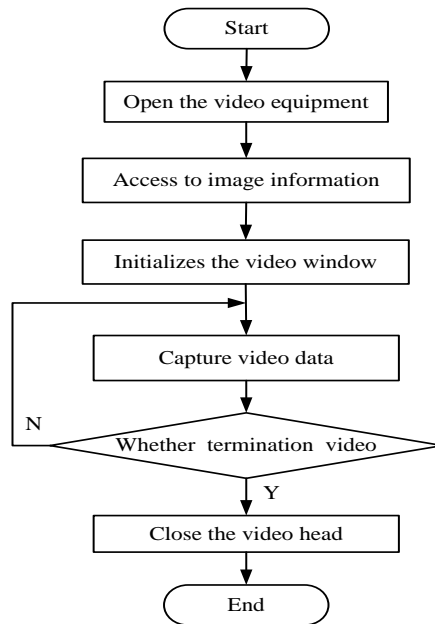 Start
Open the video equipment
Access to image information
Initializes the video window
Capture video data
N
Whether termination video
Y
Close the video head
End